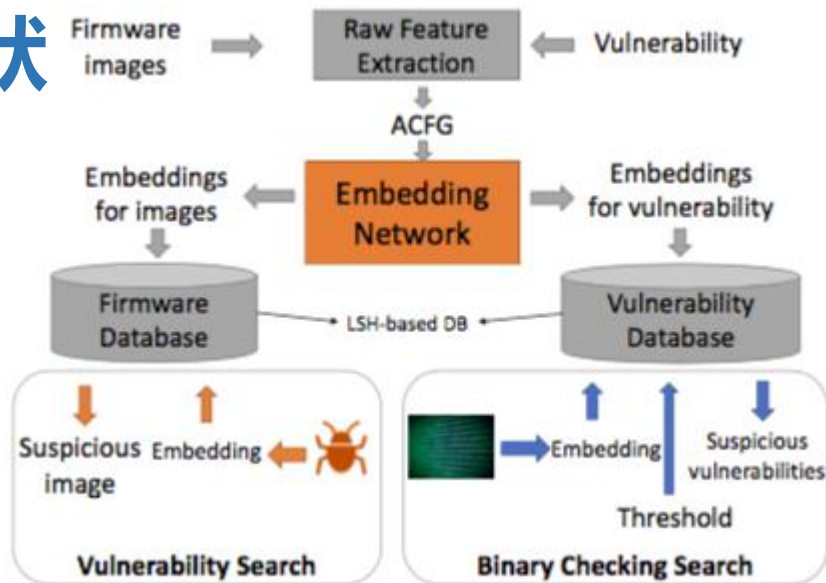 状
Firmware
images
Raw Feature
Extraction
Vulnerability
ACFG
Embeddings
for images
Embedding
Network
Embeddings
for vulnerability
Firmware
Database
LSH-based DB
Vulnerability
Database
Suspicious
image
Embedding
Vulnerability Search
Embedding
Suspicious
vulnerabilities
Threshold
Binary Checking Search